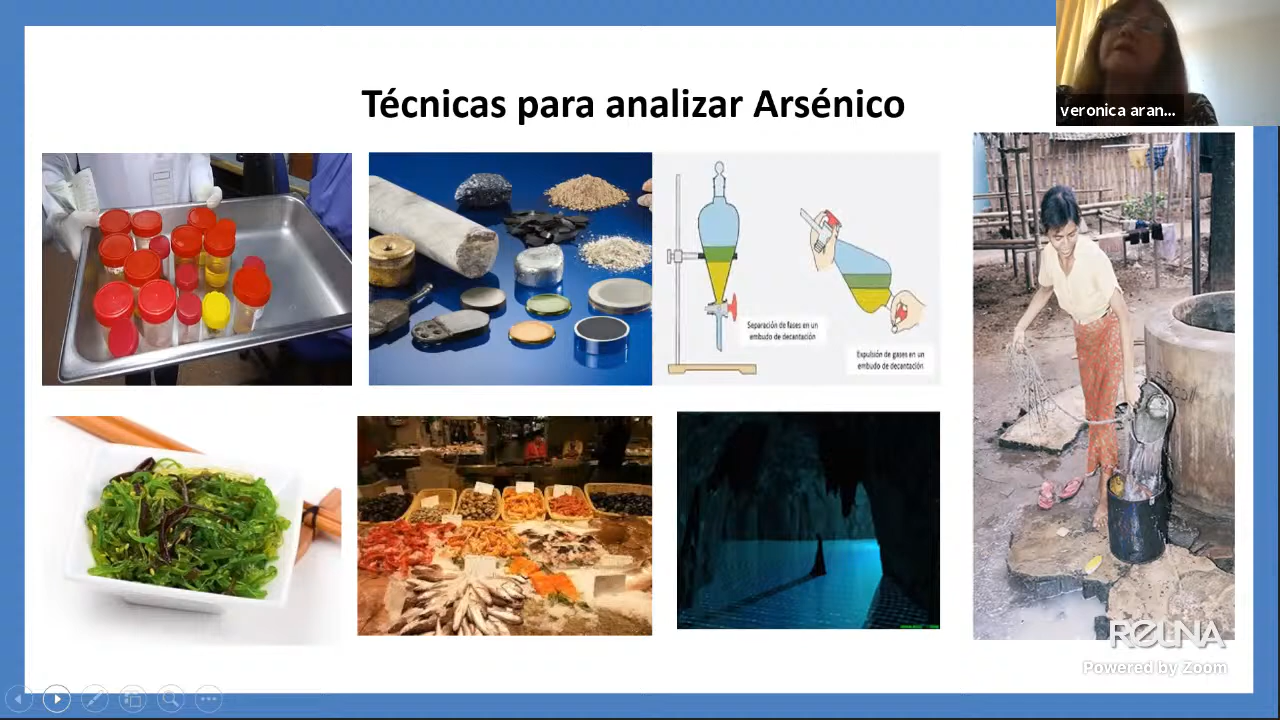 Técnicas para analizar Arsénico
veronica aran...
Separación de fases en un
embudo de decantación
Expulsión de gases en un
embudo de decantación
REUNA
Powered by Zoom